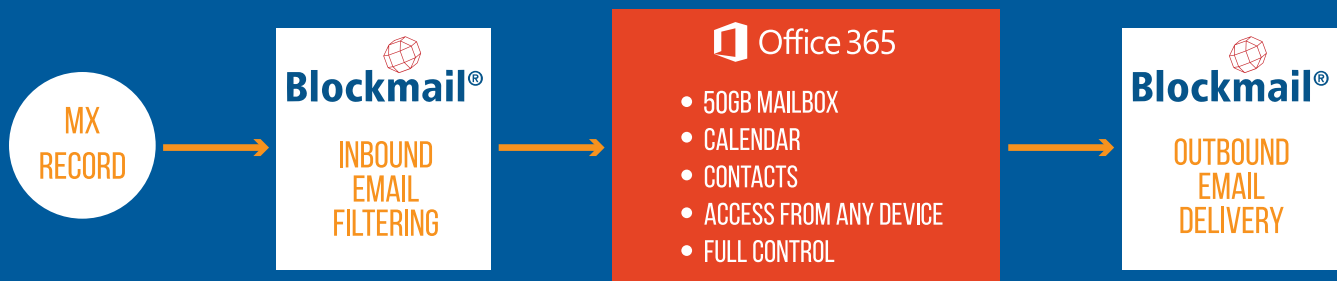 MX
RECORD
Blockmail®
INBOUND
EMAIL
FILTERING
Office 365
• 50GB MAILBOX
• CALENDAR
• CONTACTS
• ACCESS FROM ANY DEVICE
• FULL CONTROL
Blockmail®
OUTBOUND
EMAIL
DELIVERY